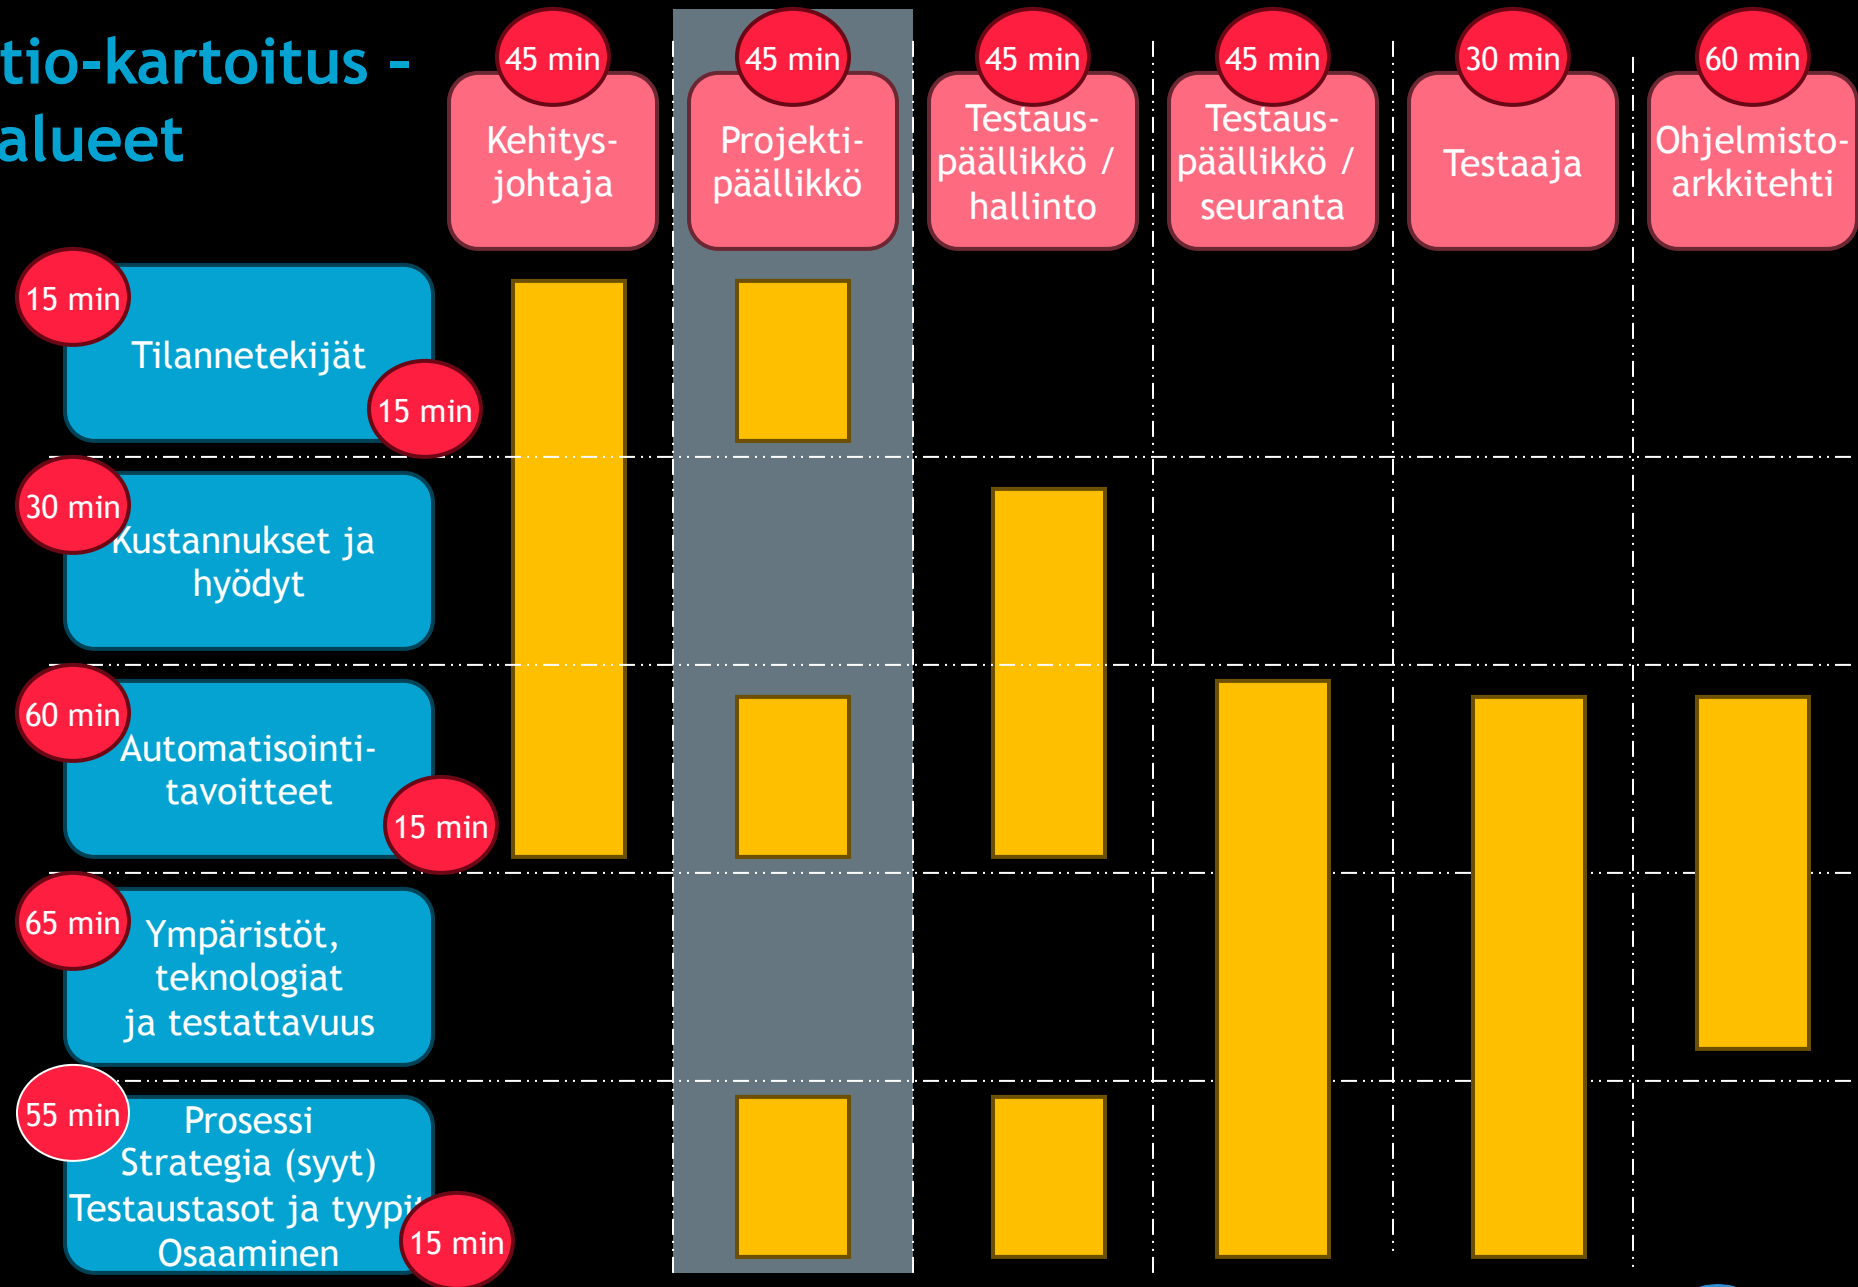 tio-kartoitus –
alueet
45 min
45 min
45 min
45 min
30 min
60 min
Kehitys-
johtaja
Projekti-
päällikkö
Testaus-
päällikkö /
hallinto
Testaus-
päällikkö /
seuranta
Testaaja
Ohjelmisto-
arkkitehti
15 min
Tilannetekijät
15 min
30 min
Kustannukset ja
hyödyt
60 min
Automatisointi-
tavoitteet
15 min
65 min
Ympäristöt,
teknologiat
ja testattavuus
55 min
Prosessi
Strategia (syyt)
Testaustasot ja tyypit
Osaaminen
15 min